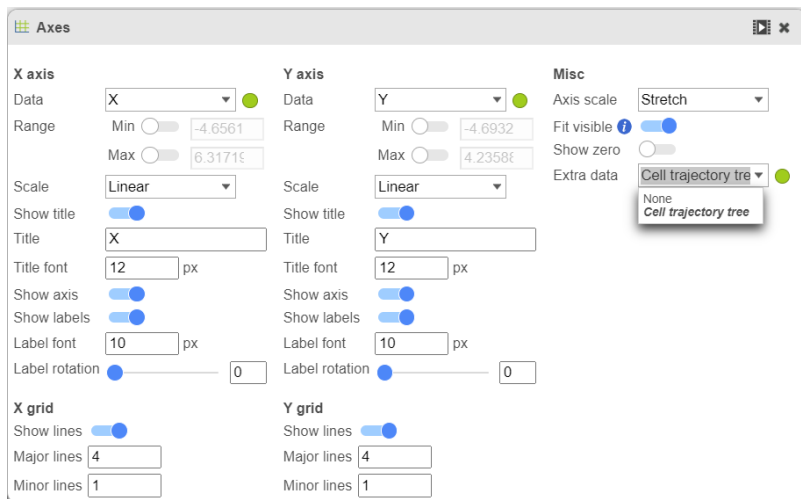 Axes
X axis
Data X
Range Min -4.6561
Max 6.31719
Scale Linear
Show title
Title X
Title font 12 px
Show axis
Show labels
Label font 10 px
Label rotation 0
X grid
Show lines
Major lines 4
Minor lines 1
Y axis
Data Y
Range Min -4.6932
Max 4.23588
Scale Linear
Show title
Title Y
Title font 12 px
Show axis
Show labels
Label font 10 px
Label rotation 0
Y grid
Show lines
Major lines 4
Minor lines 1
Misc
Axis scale Stretch
Fit visible i
Show zero
Extra data Cell trajectory tre
None
Cell trajectory tree